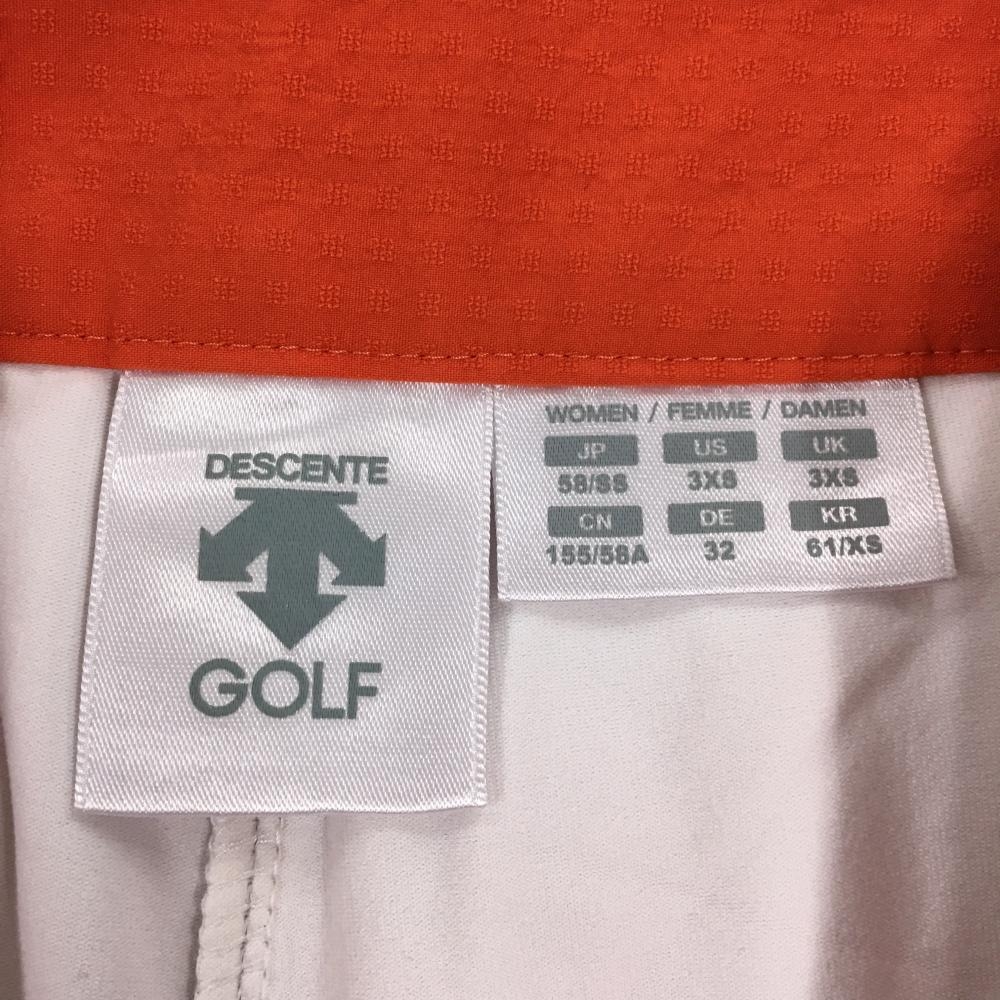 DESCENTE
GOLF
WOMEN / FEMME / DAMEN
JP US UK
58/SS 3XS 3XS
CN DE KR
155/58A 32 61/XS